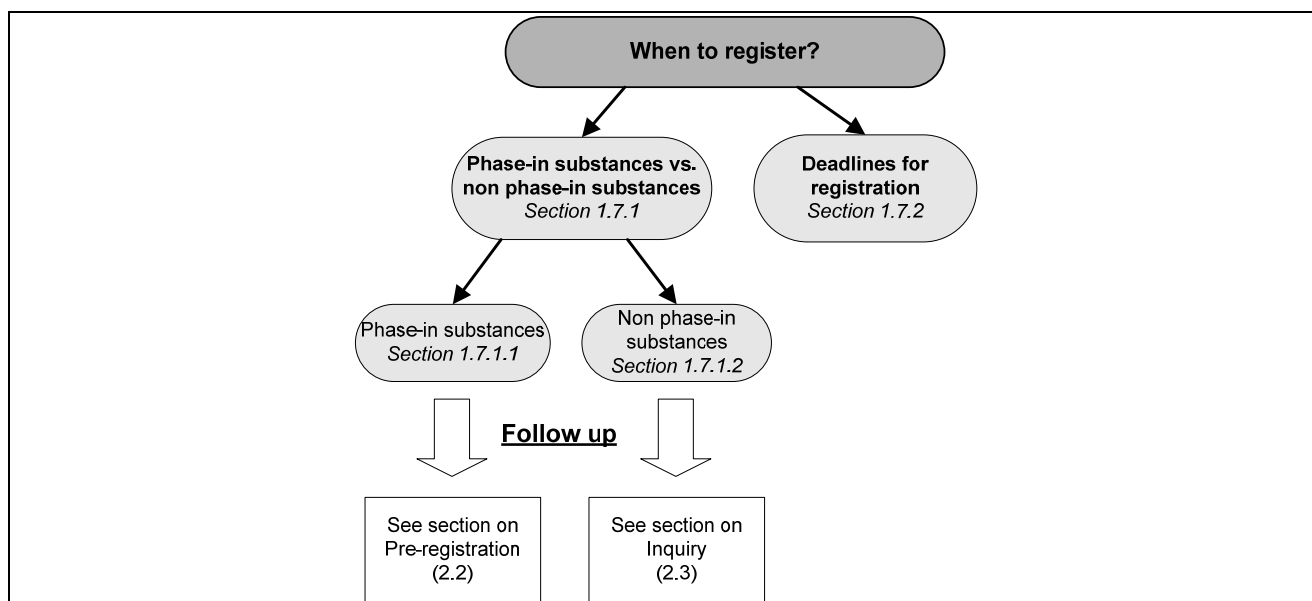 When to register?
Phase-in substances vs.
non phase-in substances
Section 1.7.1
Deadlines for
registration
Section 1.7.2
Phase-in substances
Section 1.7.1.1
Non phase-in
substances
Section 1.7.1.2
Follow up
See section on
Pre-registration
(2.2)
See section on
Inquiry
(2.3)